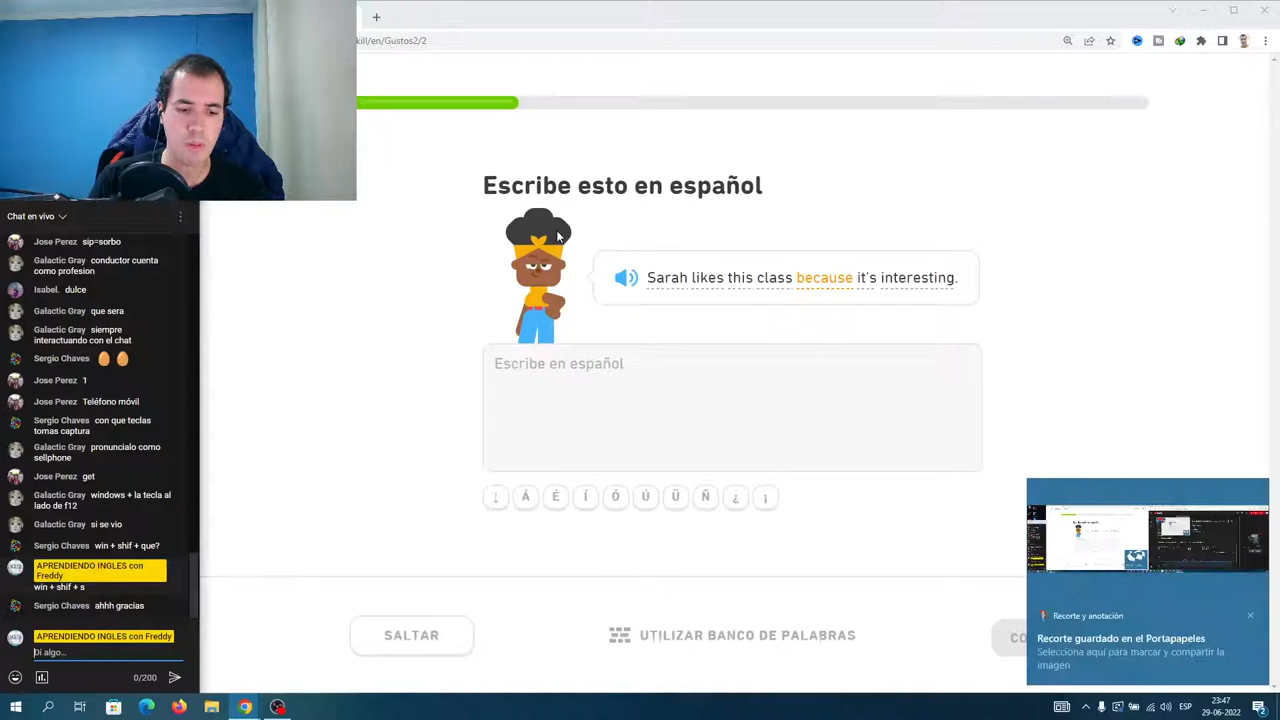 kill/en/Gustos2/2
Escribe esto en español
Sarah likes this class because it's interesting.
Escribe en español
↓ Á É Í Ó Ú Ü Ñ ¿ ¡
SALTAR
UTILIZAR BANCO DE PALABRAS
CO
Chat en vivo
Jose Perez sip=sorbo
Galactic Gray conductor cuenta
como profesion
Isabel. dulce
Galactic Gray que sera
Galactic Gray siempre
interactuando con el chat
Sergio Chaves
Jose Perez 1
Jose Perez Teléfono móvil
Sergio Chaves con que teclas
tomas captura
Galactic Gray pronuncialo como
sellphone
Jose Perez get
Galactic Gray windows + la tecla al
lado de f12
Sergio Chaves si se vio
Sergio Chaves win + shif + que?
APRENDIENDO INGLES con
Freddy
win + shif + s
Sergio Chaves ahhh gracias
APRENDIENDO INGLES con Freddy
Di algo...
0/200
Recorte y anotación
Recorte guardado en el Portapapeles
Selecciona aquí para marcar y compartir la
imagen
ESP
23:47
29-06-2022
2